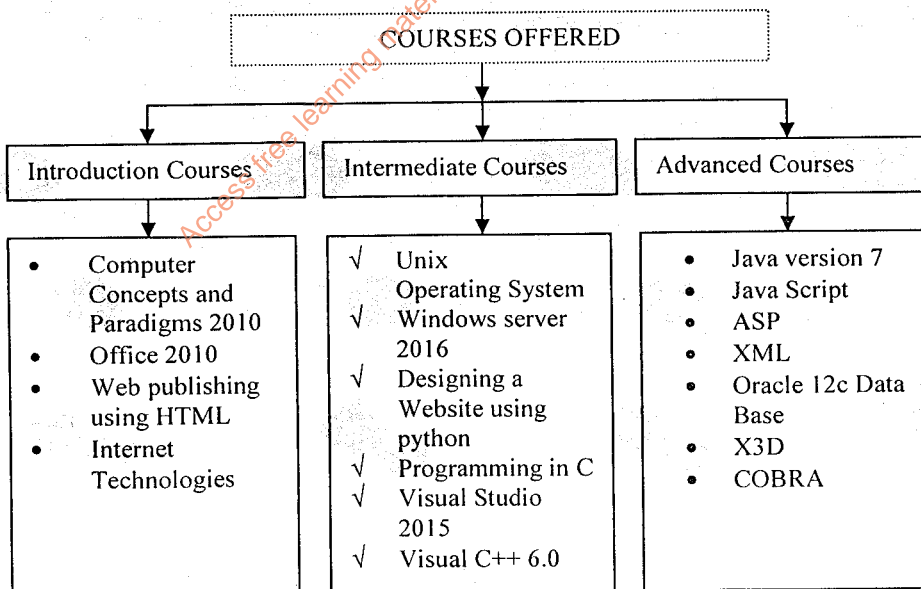 COURSES OFFERED
Access free learning mater
Introduction Courses
Intermediate Courses
Advanced Courses
• Computer
Concepts and
Paradigms 2010
• Office 2010
• Web publishing
using HTML
• Internet
Technologies
√ Unix
Operating System
√ Windows server
2016
√ Designing a
Website using
python
√ Programming in C
√ Visual Studio
2015
√ Visual C++ 6.0
• Java version 7
• Java Script
• ASP
• XML
• Oracle 12c Data
Base
• X3D
• COBRA